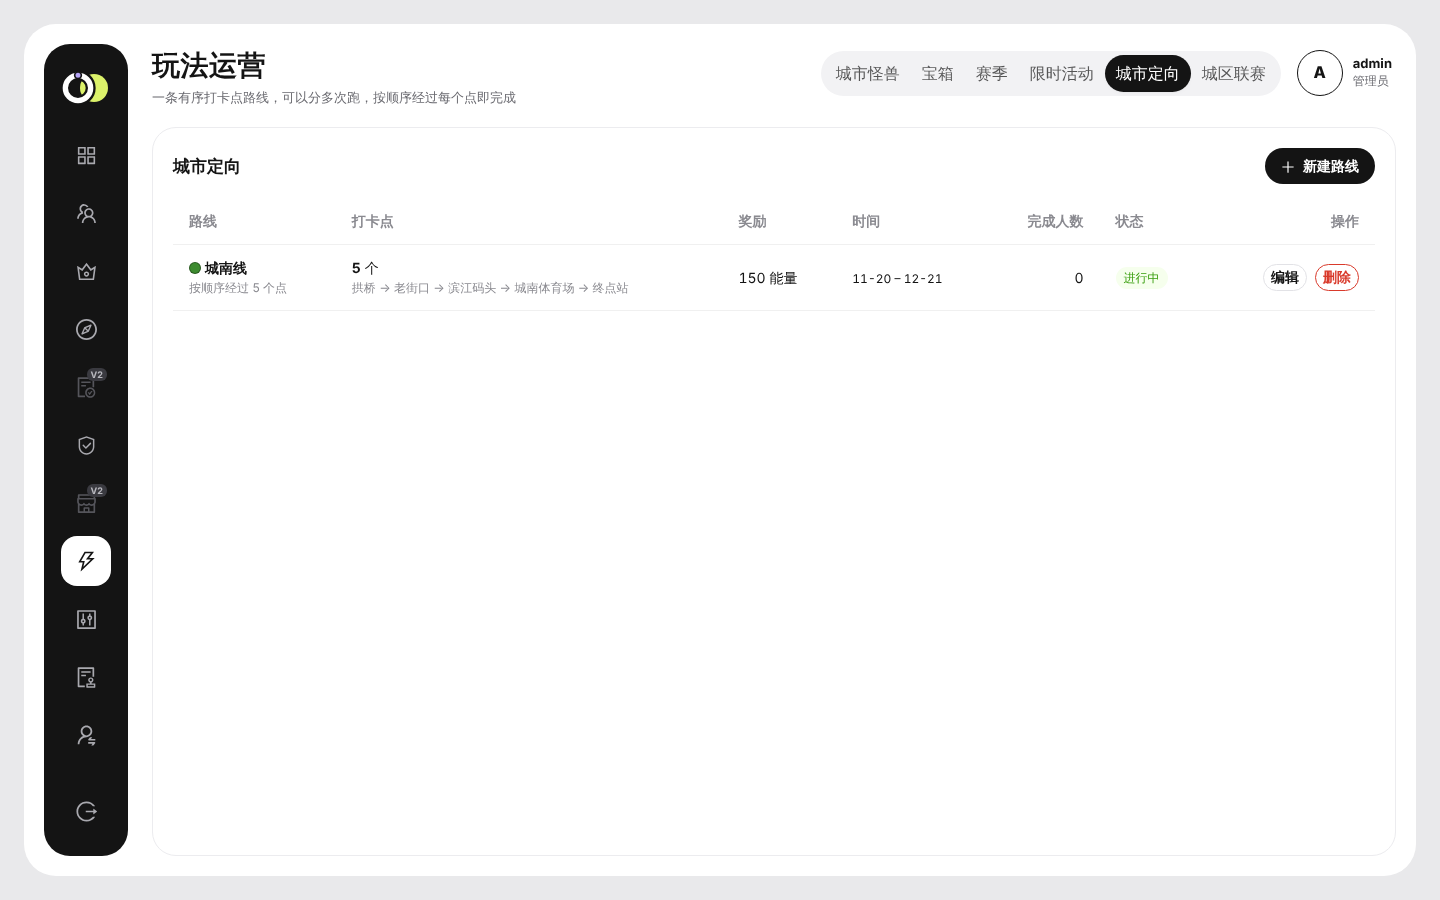 玩法运营
一条有序打卡点路线，可以分多次跑，按顺序经过每个点即完成
城市怪兽 宝箱 赛季 限时活动 城市定向 城区联赛
A
admin
管理员
V2
V2
城市定向
新建路线
路线 打卡点 奖励 时间 完成人数 状态 操作
城南线 5 个 150 能量 11-20 – 12-21 0 进行中 编辑 删除
按顺序经过 5 个点 拱桥 → 老街口 → 滨江码头 → 城南体育场 → 终点站